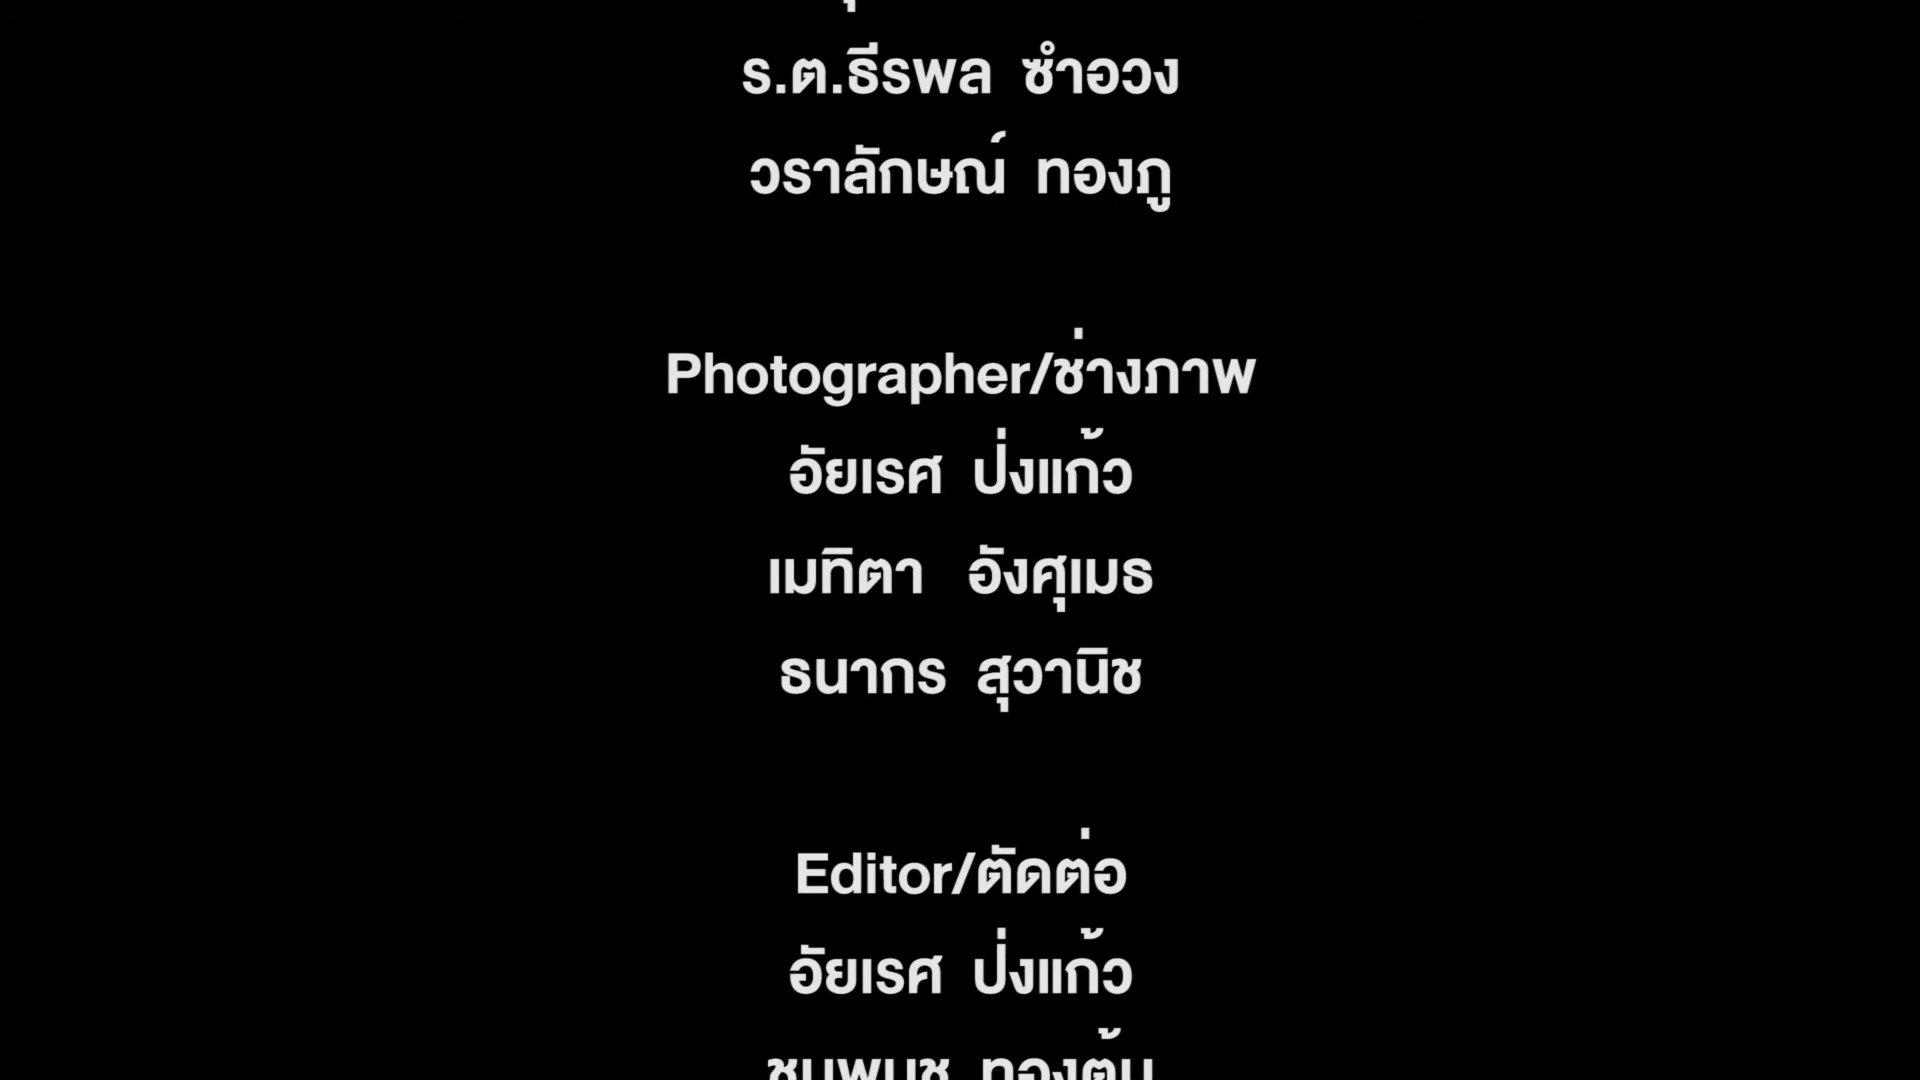 ร.ต.ธีรพล ซำอวง
วราลักษณ์ ทองภู
Photographer/ช่างภาพ
อัยเรศ ป่งแก้ว
เมทิตา อังศุเมธ
ธนากร สุวานิช
Editor/ตัดต่อ
อัยเรศ ป่งแก้ว